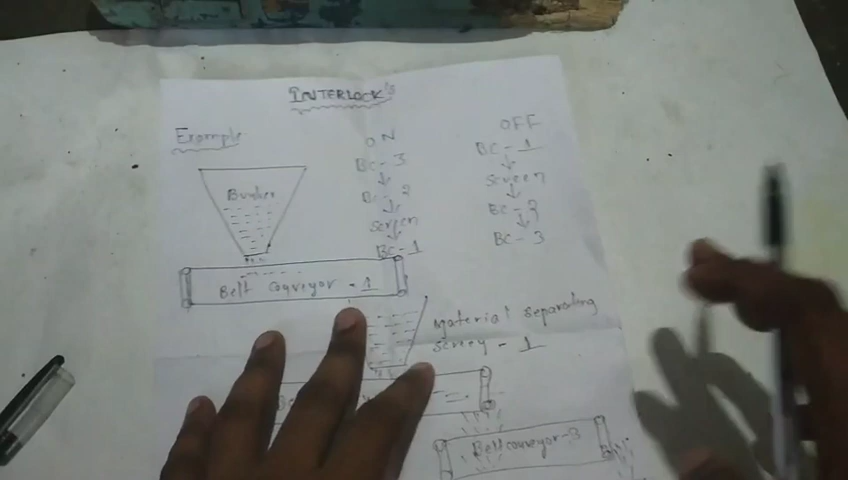 INTERLOCK's
Example
ON
BC-3
↓
BC-2
↓
screen
↓
BC-1
OFF
BC-1
↓
screen
↓
BC-2
↓
BC-3
Bunker
Belt conveyor - 1
Material separating
screen - 1
Belt conveyor-3